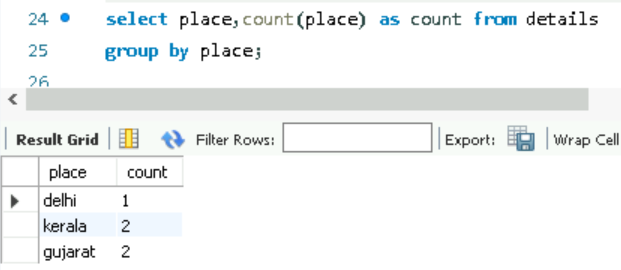 24 select place,count(place) as count from details
25 group by place;
26
Result Grid Filter Rows: Export: Wrap Cell
place count
delhi 1
kerala 2
gujarat 2